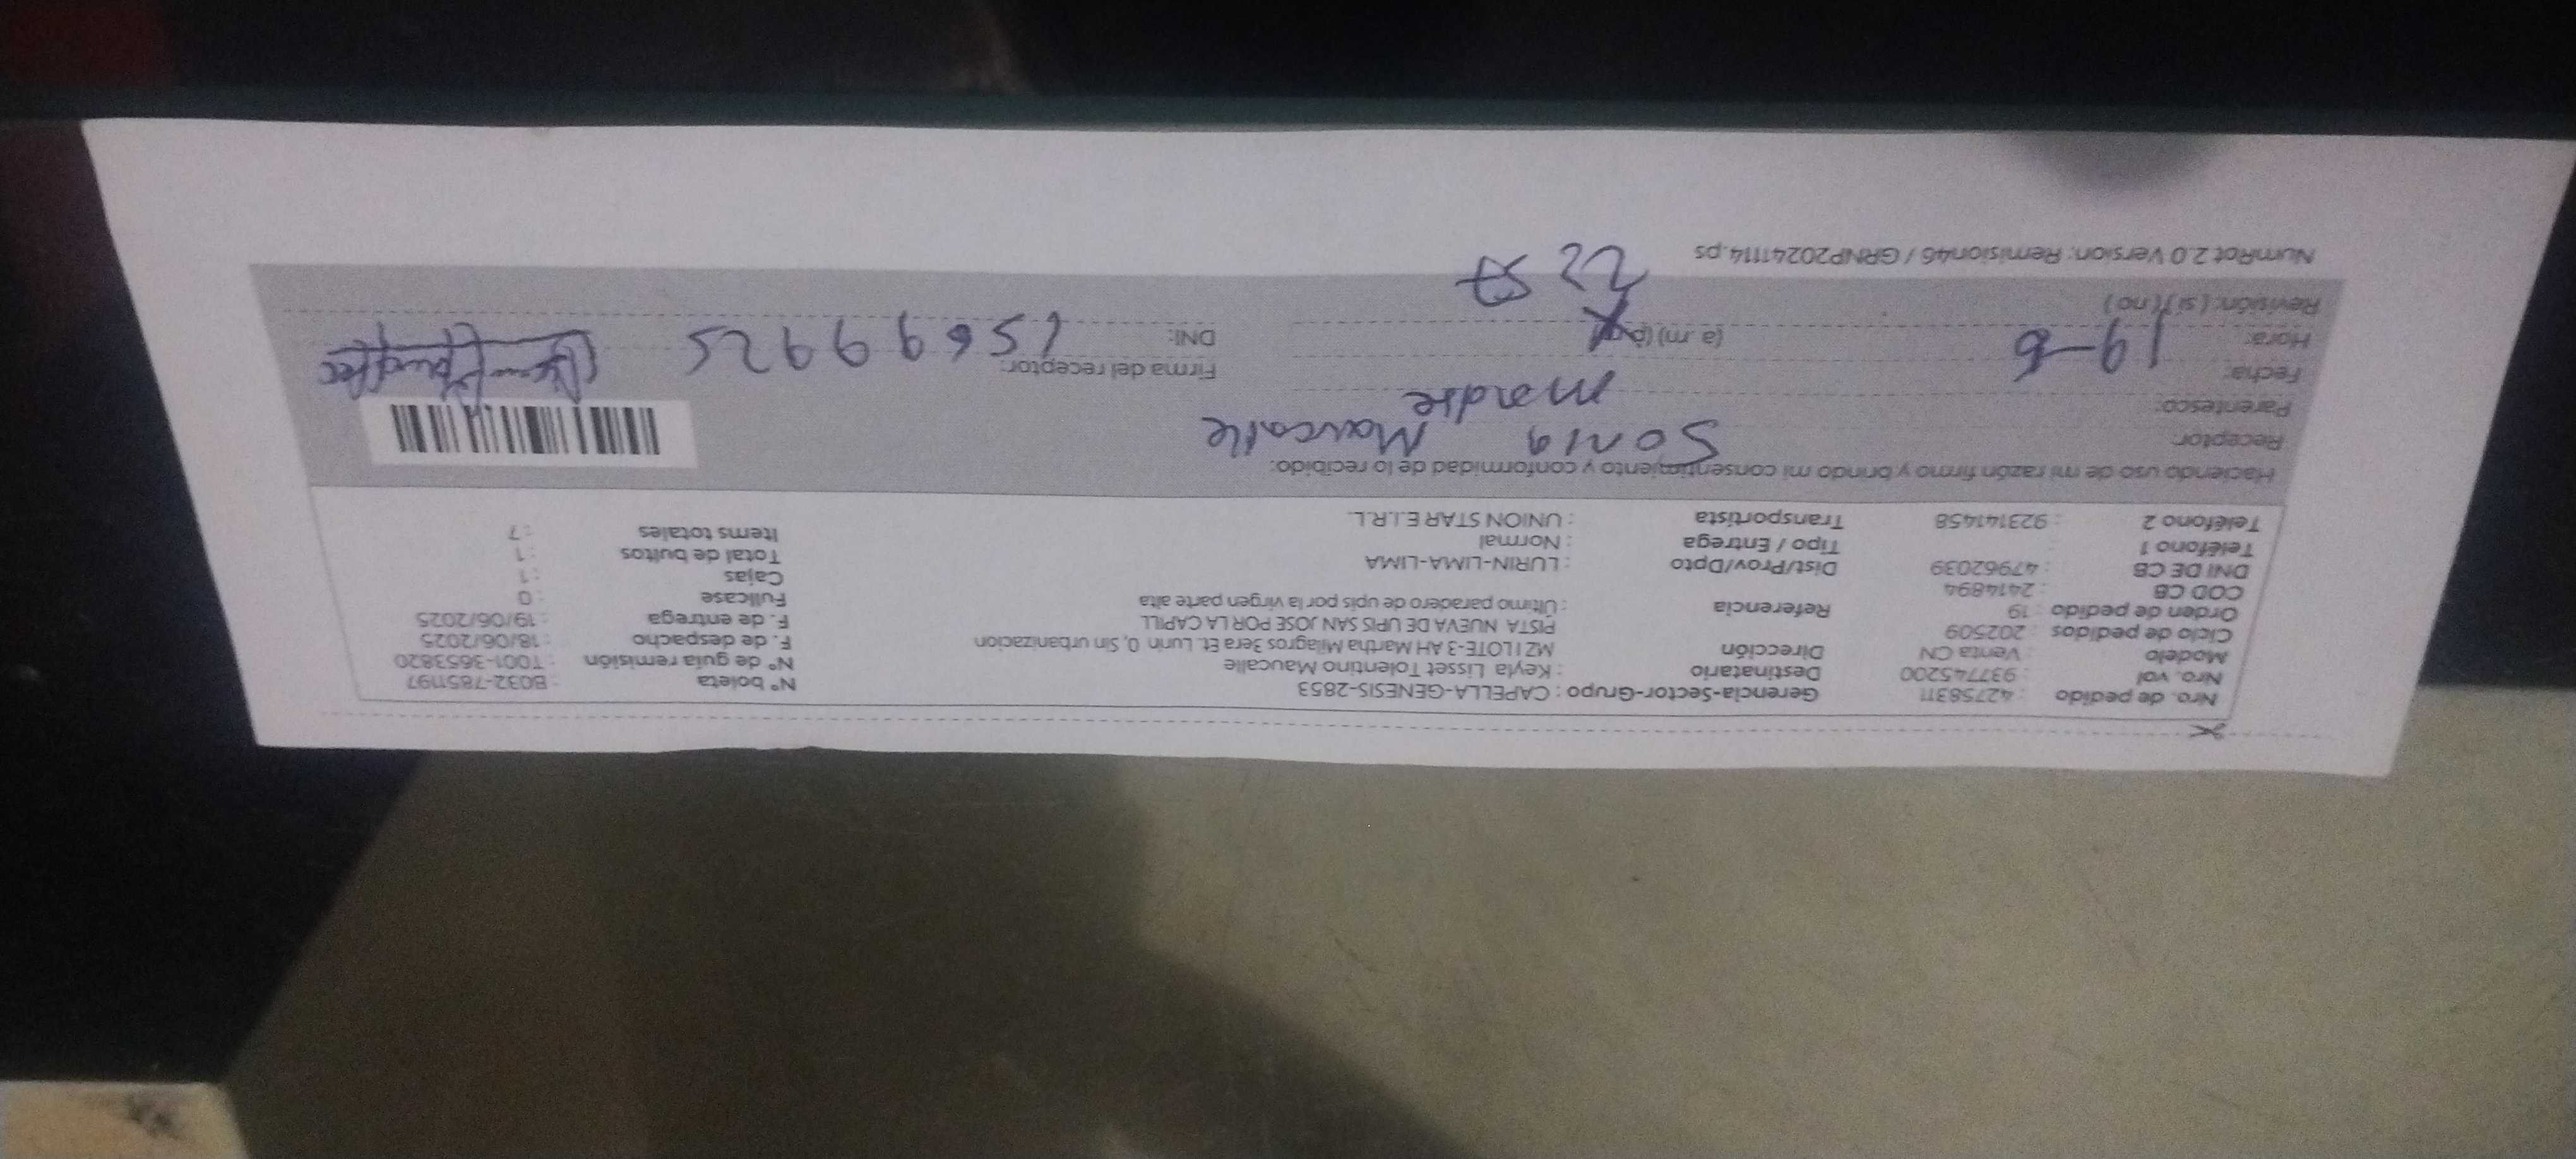 Nro. de pedido : 42758311 Gerencia-Sector-Grupo : CAPELLA-GENESIS-2853 N° boleta : B032-7851197
Nro. vol : 937745200 Destinatario : Keyla Lisset Tolentino Maucalle N° de guia remisión : T001-3653820
Modelo : Venta CN Dirección MZ I LOTE-3 AH Martha Milagros 3era Et. Lurin 0, Sin urbanizacion F. de despacho : 18/06/2025
Ciclo de pedidos : 202509 PISTA NUEVA DE UPIS SAN JOSE POR LA CAPILL F. de entrega : 19/06/2025
Orden de pedido : 19 Referencia : Último paradero de upis por la virgen parte alta Fullcase : 0
COD CB : 2414894 Dist/Prov/Dpto : LURIN-LIMA-LIMA Cajas : 1
DNI DE CB : 47962039 Tipo / Entrega : Normal Total de bultos : 1
Teléfono 1 : Transportista : UNION STAR E.I.R.L. Items totales : 7
Teléfono 2 : 923141458
Haciendo uso de mi razón firmo y brindo mi consentimiento y conformidad de lo recibido:
Receptor: Sonia Maucalle
Parentesco: madre
Fecha: 19-6 Firma del receptor:
Hora: (a.m) (p.m) DNI: 15699925
Revisión: ( si ) ( no ) 22 57
NumRot 2.0 Version: Remision46 / GRNP20241114.ps